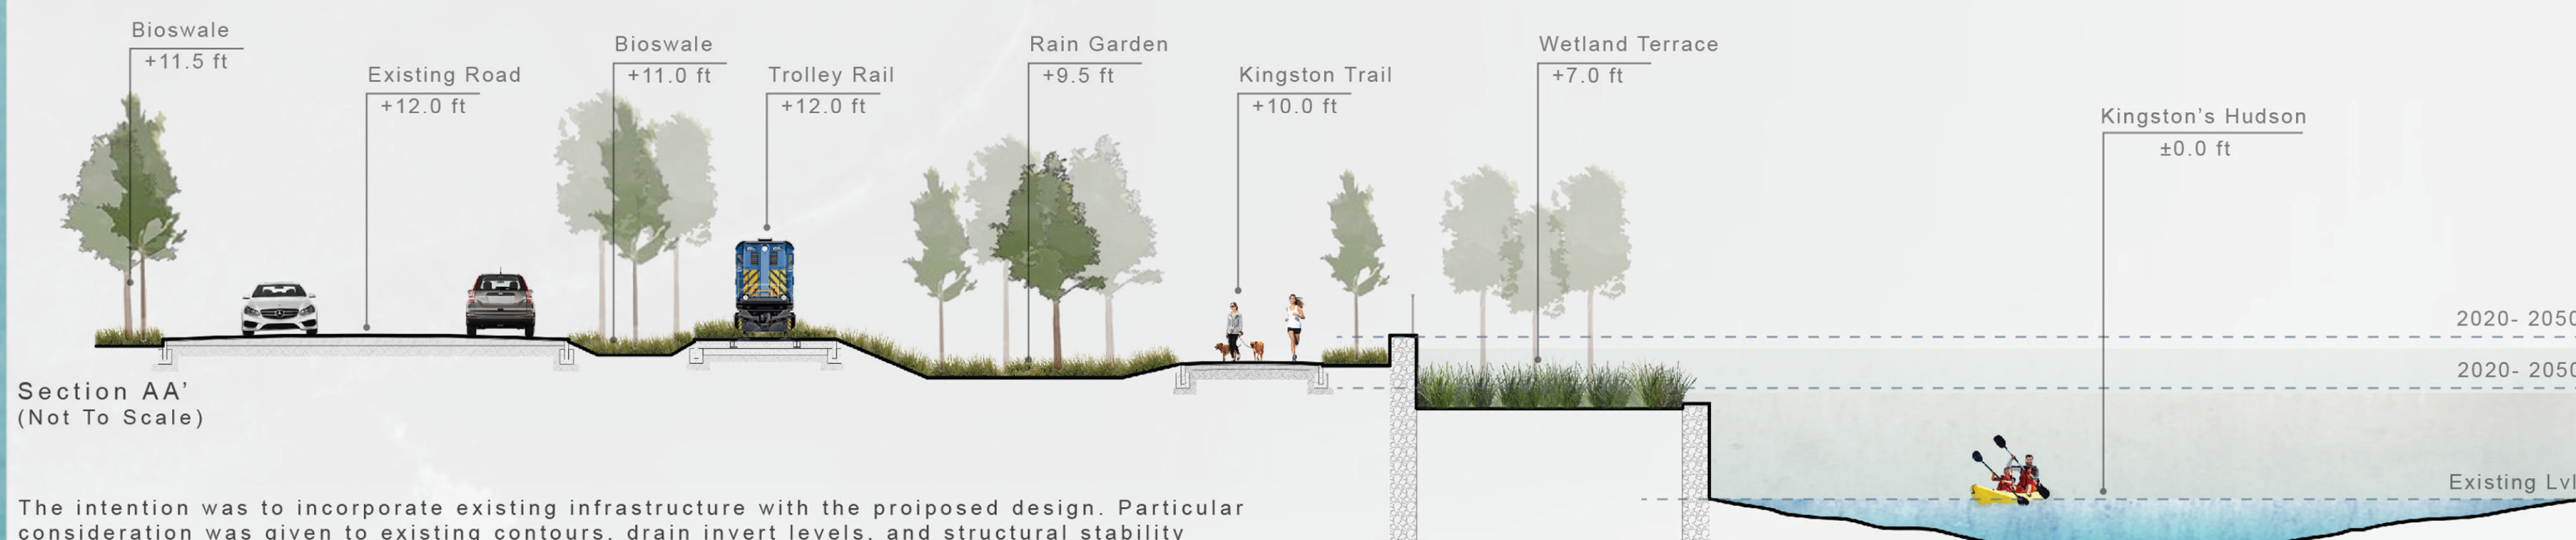 Bioswale
+11.5 ft
Existing Road
+12.0 ft
Bioswale
+11.0 ft
Trolley Rail
+12.0 ft
Rain Garden
+9.5 ft
Kingston Trail
+10.0 ft
Wetland Terrace
+7.0 ft
Kingston's Hudson
±0.0 ft
2020- 2050
2020- 2050
Existing Lvl
Section AA’
(Not To Scale)
The intention was to incorporate existing infrastructure with the proiposed design. Particular
consideration was given to existing contours, drain invert levels, and structural stability